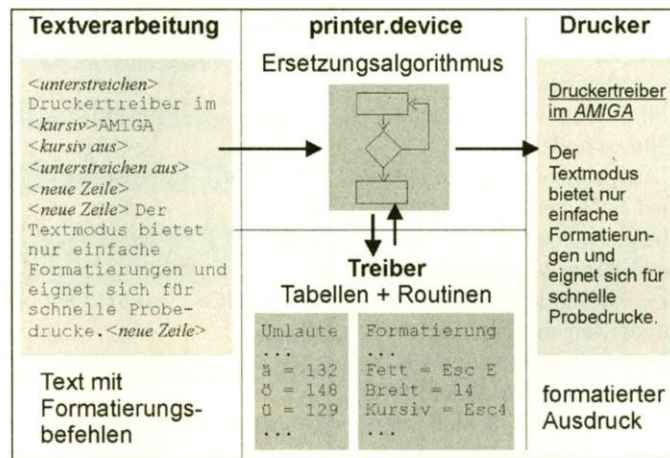 Textverarbeitung
<unterstreichen>
Druckertreiber im
<kursiv>AMIGA
<kursiv aus>
<unterstreichen aus>
<neue Zeile>
<neue Zeile> Der
Textmodus bietet
nur einfache
Formatierungen und
eignet sich für
schnelle Probe-
drucke.<neue Zeile>
Text mit
Formatierungs-
befehlen
printer.device
Ersetzungsalgorithmus
Treiber
Tabellen + Routinen
Umlaute
...
ä = 132
ö = 148
ü = 129
...
Formatierung
...
Fett = Esc E
Breit = 14
Kursiv = Esc4
...
Drucker
Druckertreiber
im AMIGA
Der
Textmodus
bietet nur
einfache
Formatierun-
gen und
eignet sich für
schnelle
Probedrucke.
formatierter
Ausdruck